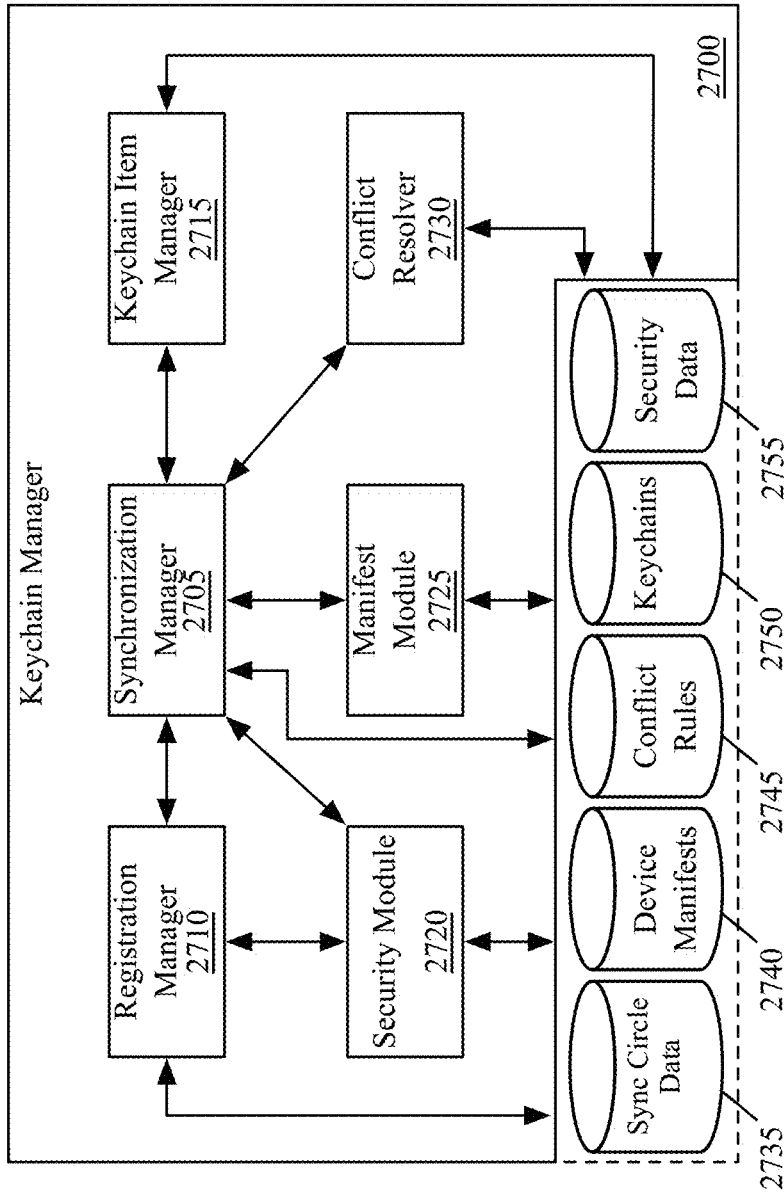 Keychain Manager
Registration
Manager
2710
Synchronization
Manager
2705
Keychain Item
Manager
2715
Security Module
2720
Manifest
Module
2725
Conflict
Resolver
2730
Sync Circle
Data
Device
Manifests
Conflict
Rules
Keychains
Security
Data
2700
2735
2740
2745
2750
2755